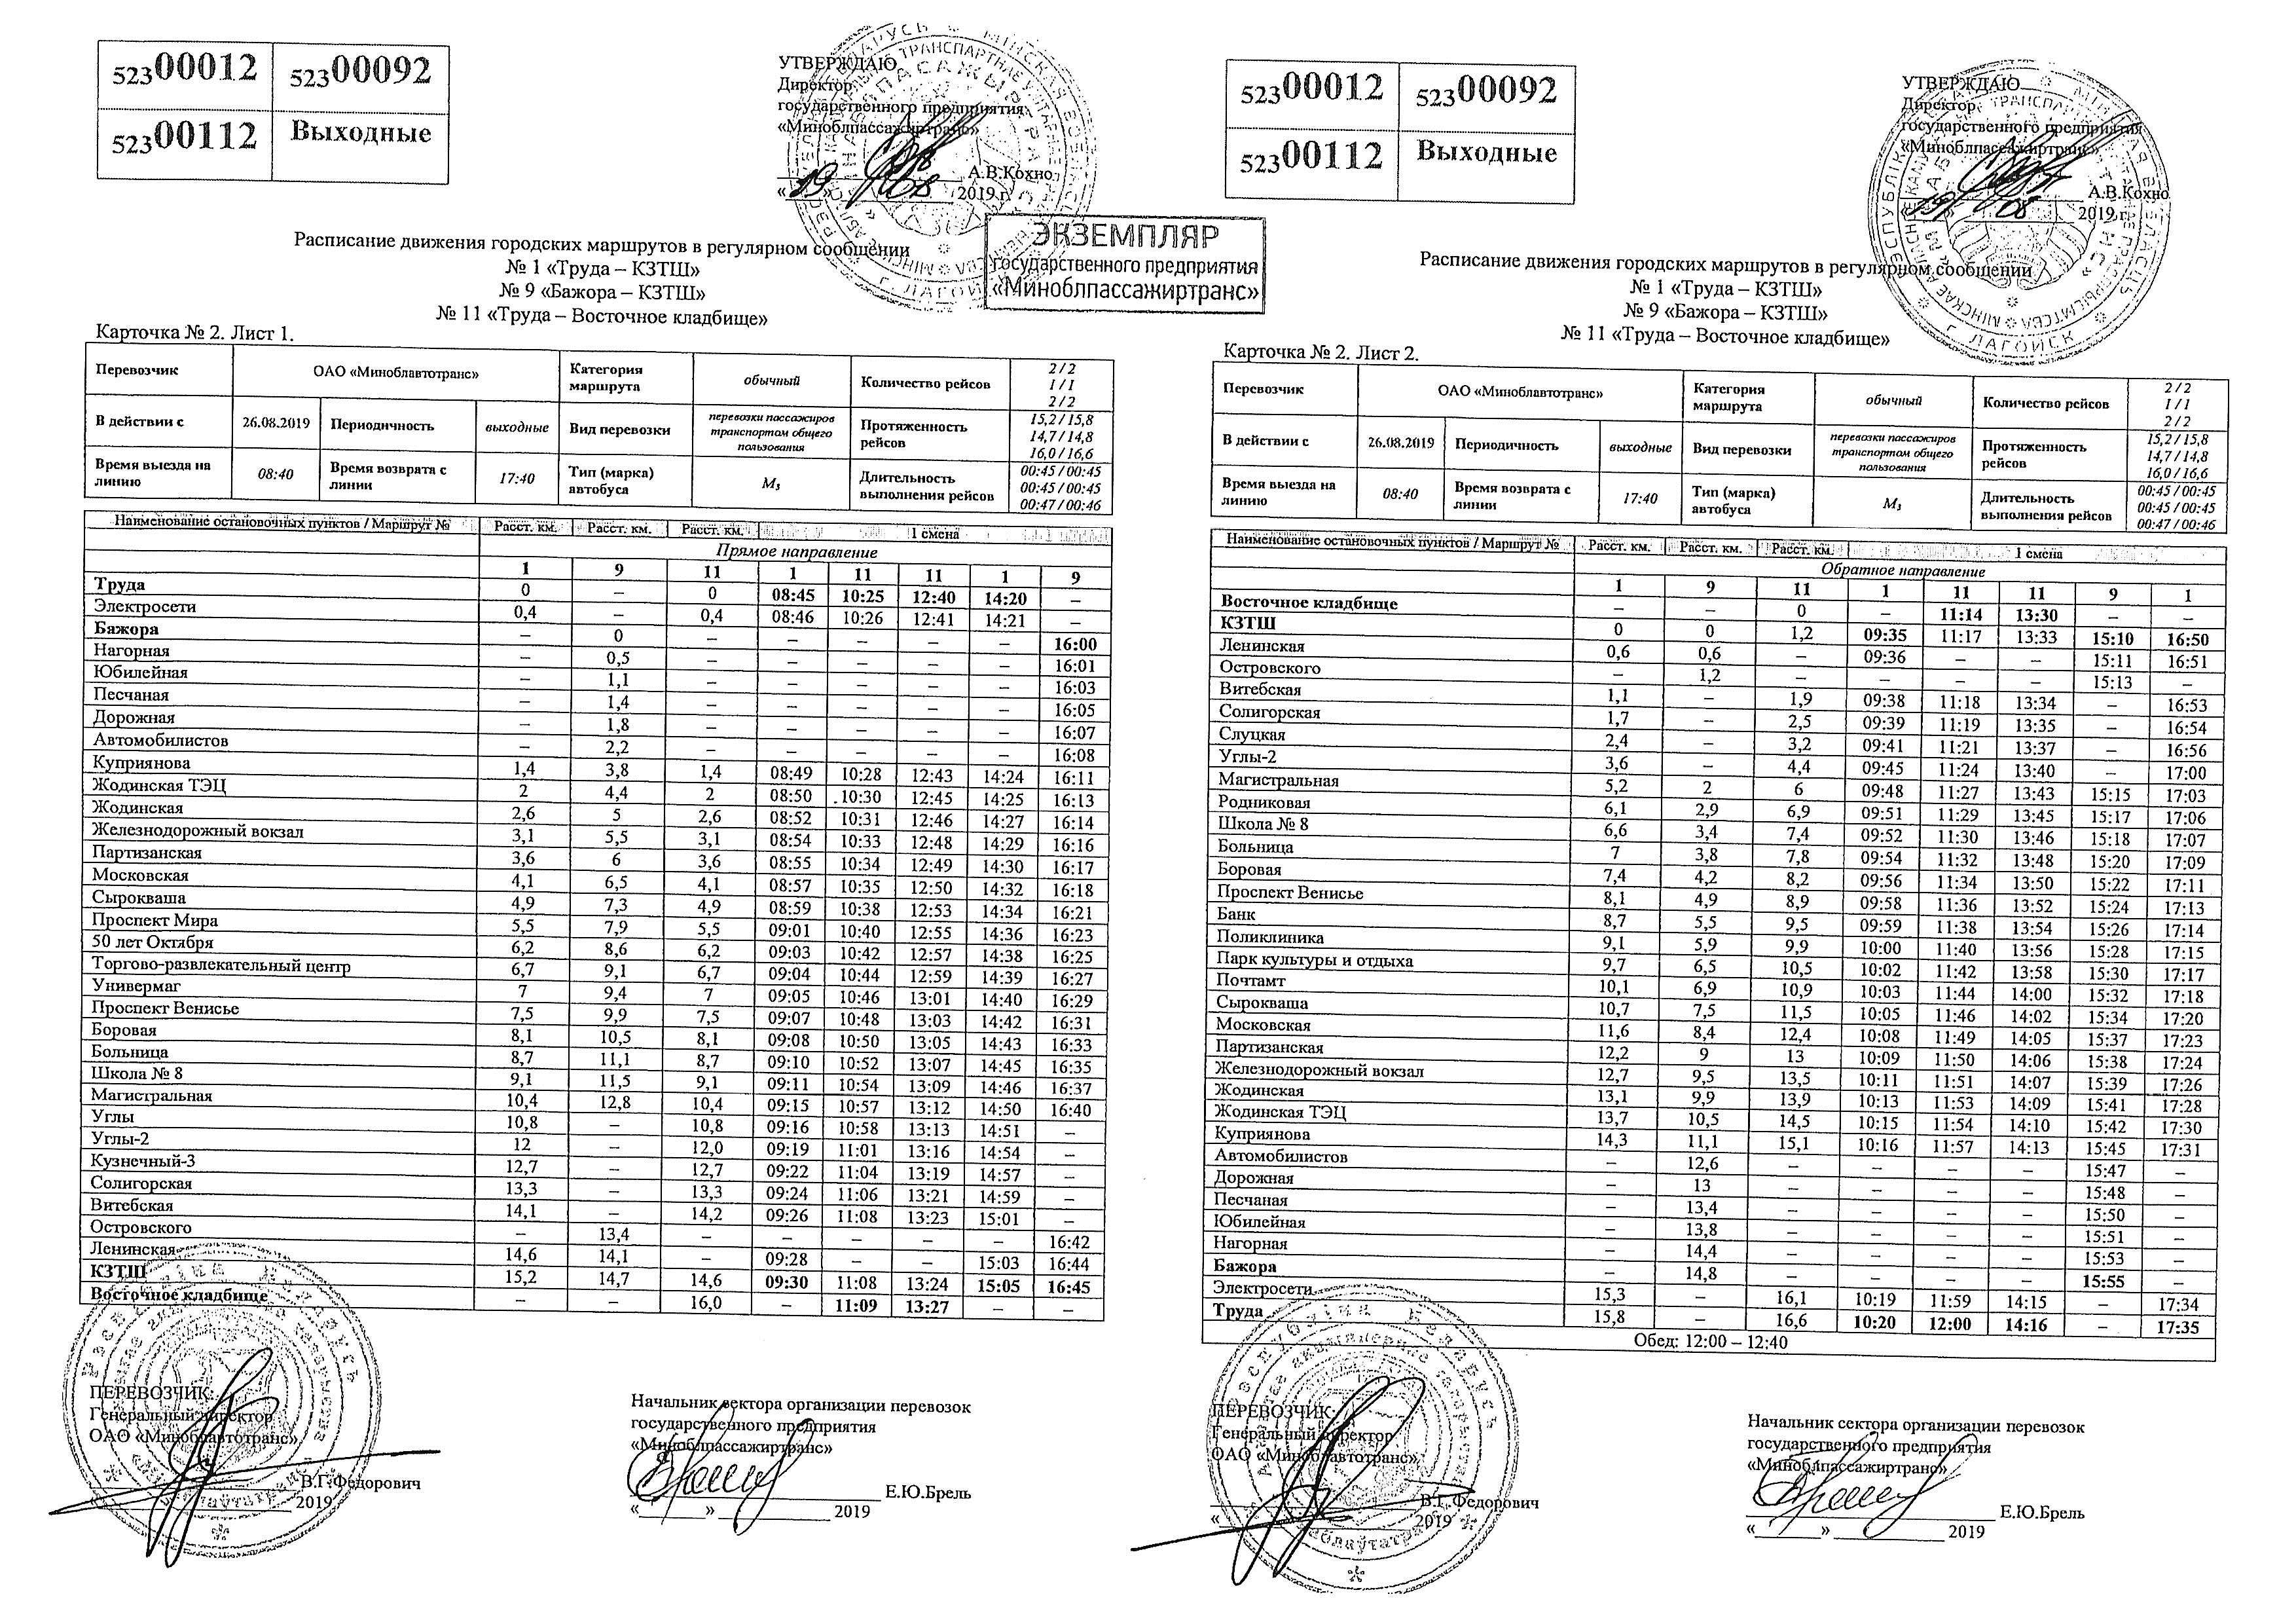 52300012 52300092
52300112 Выходные
УТВЕРЖДАЮ
Директор
государственного предприятия
«Миноблпассажиртранс»
А.В.Кохно
«19» 08 2019 г.
ЭКЗЕМПЛЯР
государственного предприятия
«Миноблпассажиртранс»
Расписание движения городских маршрутов в регулярном сообщении
№ 1 «Труда – КЗТШ»
№ 9 «Бажора – КЗТШ»
№ 11 «Труда – Восточное кладбище»
Карточка № 2. Лист 1.
Перевозчик ОАО «Миноблавтотранс» Категория маршрута обычный Количество рейсов 2/2 1/1 2/2
В действии с 26.08.2019 Периодичность выходные Вид перевозки перевозки пассажиров транспортом общего пользования Протяженность рейсов 15,2/15,8 14,7/14,8 16,0/16,6
Время выезда на линию 08:40 Время возврата с линии 17:40 Тип (марка) автобуса М₃ Длительность выполнения рейсов 00:45/00:45 00:45/00:45 00:47/00:46
Наименование остановочных пунктов / Маршрут № Расст. км. Расст. км. Расст. км. 1 смена
Прямое направление
1 9 11 1 11 11 1 9
Труда 0 – 0 08:45 10:25 12:40 14:20 –
Электросети 0,4 – 0,4 08:46 10:26 12:41 14:21 –
Бажора – 0 – – – – – 16:00
Нагорная – 0,5 – – – – – 16:01
Юбилейная – 1,1 – – – – – 16:03
Песчаная – 1,4 – – – – – 16:05
Дорожная – 1,8 – – – – – 16:07
Автомобилистов – 2,2 – – – – – 16:08
Куприянова 1,4 3,8 1,4 08:49 10:28 12:43 14:24 16:11
Жодинская ТЭЦ 2 4,4 2 08:50 10:30 12:45 14:25 16:13
Жодинская 2,6 5 2,6 08:52 10:31 12:46 14:27 16:14
Железнодорожный вокзал 3,1 5,5 3,1 08:54 10:33 12:48 14:29 16:16
Партизанская 3,6 6 3,6 08:55 10:34 12:49 14:30 16:17
Московская 4,1 6,5 4,1 08:57 10:35 12:50 14:32 16:18
Сырокваша 4,9 7,3 4,9 08:59 10:38 12:53 14:34 16:21
Проспект Мира 5,5 7,9 5,5 09:01 10:40 12:55 14:36 16:23
50 лет Октября 6,2 8,6 6,2 09:03 10:42 12:57 14:38 16:25
Торгово-развлекательный центр 6,7 9,1 6,7 09:04 10:44 12:59 14:39 16:27
Универмаг 7 9,4 7 09:05 10:46 13:01 14:40 16:29
Проспект Венисье 7,5 9,9 7,5 09:07 10:48 13:03 14:42 16:31
Боровая 8,1 10,5 8,1 09:08 10:50 13:05 14:43 16:33
Больница 8,7 11,1 8,7 09:10 10:52 13:07 14:45 16:35
Школа № 8 9,1 11,5 9,1 09:11 10:54 13:09 14:46 16:37
Магистральная 10,4 12,8 10,4 09:15 10:57 13:12 14:50 16:40
Углы 10,8 – 10,8 09:16 10:58 13:13 14:51 –
Углы-2 12 – 12,0 09:19 11:01 13:16 14:54 –
Кузнечный-3 12,7 – 12,7 09:22 11:04 13:19 14:57 –
Солигорская 13,3 – 13,3 09:24 11:06 13:21 14:59 –
Витебская 14,1 – 14,2 09:26 11:08 13:23 15:01 –
Островского – 13,4 – – – – – 16:42
Ленинская 14,6 14,1 – 09:28 – – 15:03 16:44
КЗТШ 15,2 14,7 14,6 09:30 11:08 13:24 15:05 16:45
Восточное кладбище – – 16,0 – 11:09 13:27 – –
ПЕРЕВОЗЧИК:
Генеральный директор
ОАО «Миноблавтотранс»
В.Г.Федорович
2019
Начальник сектора организации перевозок
государственного предприятия
«Миноблпассажиртранс»
Е.Ю.Брель
«      » 2019
52300012 52300092
52300112 Выходные
УТВЕРЖДАЮ
Директор
государственного предприятия
«Миноблпассажиртранс»
А.В.Кохно
«19» 08 2019 г.
Расписание движения городских маршрутов в регулярном сообщении
№ 1 «Труда – КЗТШ»
№ 9 «Бажора – КЗТШ»
№ 11 «Труда – Восточное кладбище»
Карточка № 2. Лист 2.
Перевозчик ОАО «Миноблавтотранс» Категория маршрута обычный Количество рейсов 2/2 1/1 2/2
В действии с 26.08.2019 Периодичность выходные Вид перевозки перевозки пассажиров транспортом общего пользования Протяженность рейсов 15,2/15,8 14,7/14,8 16,0/16,6
Время выезда на линию 08:40 Время возврата с линии 17:40 Тип (марка) автобуса М₃ Длительность выполнения рейсов 00:45/00:45 00:45/00:45 00:47/00:46
Наименование остановочных пунктов / Маршрут № Расст. км. Расст. км. Расст. км. 1 смена
Обратное направление
1 9 11 1 11 11 9 1
Восточное кладбище – – 0 – 11:14 13:30 – –
КЗТШ 0 0 1,2 09:35 11:17 13:33 15:10 16:50
Ленинская 0,6 0,6 – 09:36 – – 15:11 16:51
Островского – 1,2 – – – – 15:13 –
Витебская 1,1 – 1,9 09:38 11:18 13:34 – 16:53
Солигорская 1,7 – 2,5 09:39 11:19 13:35 – 16:54
Слуцкая 2,4 – 3,2 09:41 11:21 13:37 – 16:56
Углы-2 3,6 – 4,4 09:45 11:24 13:40 – 17:00
Магистральная 5,2 2 6 09:48 11:27 13:43 15:15 17:03
Родниковая 6,1 2,9 6,9 09:51 11:29 13:45 15:17 17:06
Школа № 8 6,6 3,4 7,4 09:52 11:30 13:46 15:18 17:07
Больница 7 3,8 7,8 09:54 11:32 13:48 15:20 17:09
Боровая 7,4 4,2 8,2 09:56 11:34 13:50 15:22 17:11
Проспект Венисье 8,1 4,9 8,9 09:58 11:36 13:52 15:24 17:13
Банк 8,7 5,5 9,5 09:59 11:38 13:54 15:26 17:14
Поликлиника 9,1 5,9 9,9 10:00 11:40 13:56 15:28 17:15
Парк культуры и отдыха 9,7 6,5 10,5 10:02 11:42 13:58 15:30 17:17
Почтамт 10,1 6,9 10,9 10:03 11:44 14:00 15:32 17:18
Сырокваша 10,7 7,5 11,5 10:05 11:46 14:02 15:34 17:20
Московская 11,6 8,4 12,4 10:08 11:49 14:05 15:37 17:23
Партизанская 12,2 9 13 10:09 11:50 14:06 15:38 17:24
Железнодорожный вокзал 12,7 9,5 13,5 10:11 11:51 14:07 15:39 17:26
Жодинская 13,1 9,9 13,9 10:13 11:53 14:09 15:41 17:28
Жодинская ТЭЦ 13,7 10,5 14,5 10:15 11:54 14:10 15:42 17:30
Куприянова 14,3 11,1 15,1 10:16 11:57 14:13 15:45 17:31
Автомобилистов – 12,6 – – – – 15:47 –
Дорожная – 13 – – – – 15:48 –
Песчаная – 13,4 – – – – 15:50 –
Юбилейная – 13,8 – – – – 15:51 –
Нагорная – 14,4 – – – – 15:53 –
Бажора – 14,8 – – – – 15:55 –
Электросети 15,3 – 16,1 10:19 11:59 14:15 – 17:34
Труда 15,8 – 16,6 10:20 12:00 14:16 – 17:35
Обед: 12:00 – 12:40
ПЕРЕВОЗЧИК:
Генеральный директор
ОАО «Миноблавтотранс»
В.Г.Федорович
«      » 2019
Начальник сектора организации перевозок
государственного предприятия
«Миноблпассажиртранс»
Е.Ю.Брель
«      » 2019